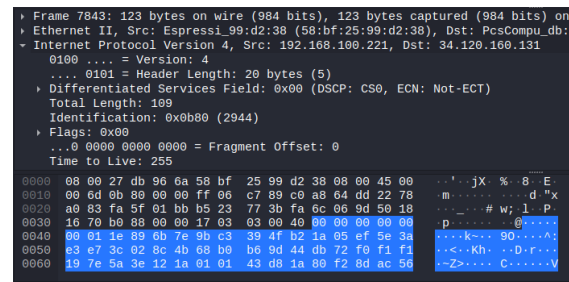 Frame 7843: 123 bytes on wire (984 bits), 123 bytes captured (984 bits) on
Ethernet II, Src: Espressi_99:d2:38 (58:bf:25:99:d2:38), Dst: PcsCompu_db:
Internet Protocol Version 4, Src: 192.168.100.221, Dst: 34.120.160.131
0100 .... = Version: 4
.... 0101 = Header Length: 20 bytes (5)
Differentiated Services Field: 0x00 (DSCP: CS0, ECN: Not-ECT)
Total Length: 109
Identification: 0x0b80 (2944)
Flags: 0x00
...0 0000 0000 0000 = Fragment Offset: 0
Time to Live: 255
0000 08 00 27 db 96 6a 58 bf 25 99 d2 38 08 00 45 00 ··'··jX· %··8··E·
0010 00 6d 0b 80 00 00 ff 06 c7 89 c0 a8 64 dd 22 78 ·m······ ····d·"x
0020 a0 83 fa 5f 01 bb b5 23 77 3b fa 6c 06 9d 50 18 ···_···# w;·l··P·
0030 16 70 b0 88 00 00 17 03 03 00 40 00 00 00 00 00 ·p······ ··@·····
0040 00 01 1e 89 6b 7e 9b c3 39 4f b2 1a 05 ef 5e 3a ····k~·· 9O····^:
0050 e3 e7 3c 02 8c 4b 68 b0 b6 9d 44 db 72 f0 f1 f1 ··<··Kh· ··D·r···
0060 19 7e 5a 3e 12 1a 01 01 43 d8 1a 80 f2 8d ac 56 ·~Z>···· C······V